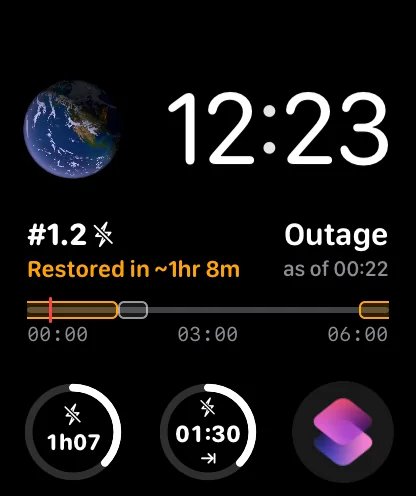 12:23
#1.2 Outage
Restored in ~1hr 8m as of 00:22
00:00 03:00 06:00
1h07 01:30